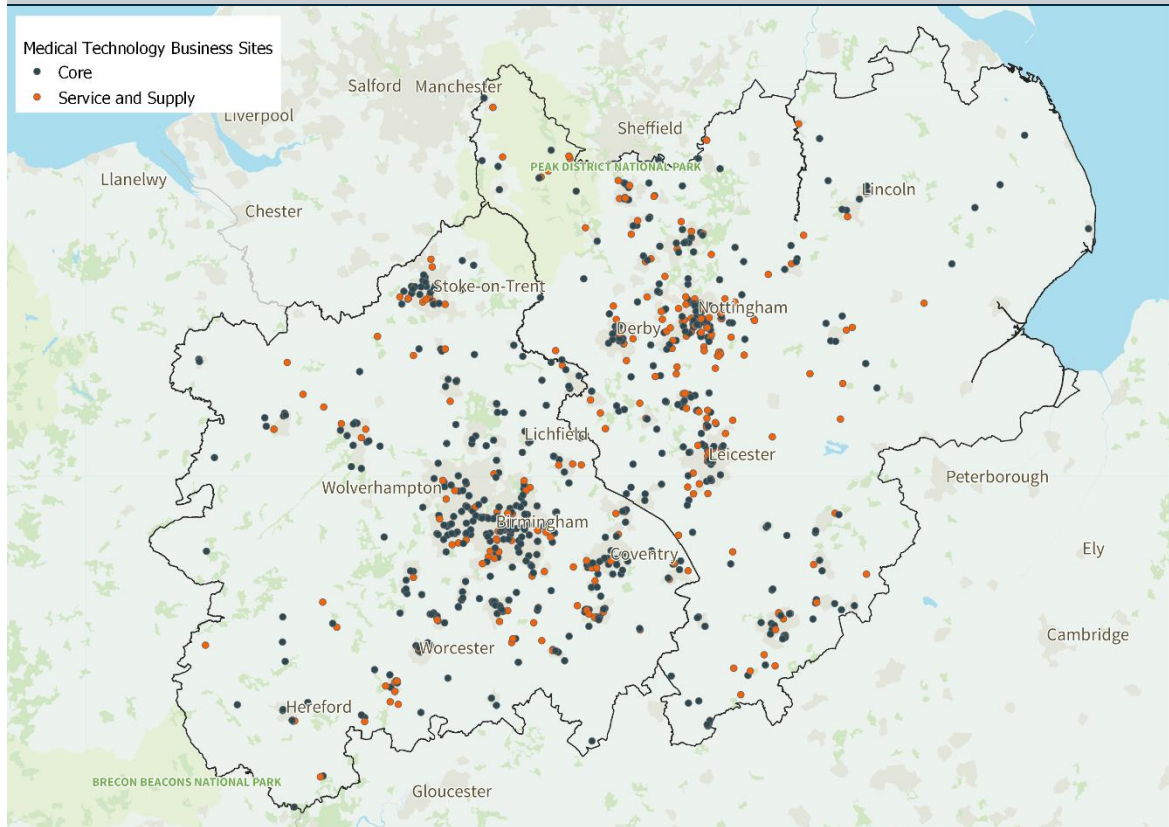 Medical Technology Business Sites
Core
Service and Supply
Salford
Manchester
Liverpool
Sheffield
PEAK DISTRICT NATIONAL PARK
Llanelwy
Lincoln
Chester
Stoke-on-Trent
Nottingham
Derby
Lichfield
Leicester
Peterborough
Wolverhampton
Birmingham
Coventry
Ely
Cambridge
Worcester
Hereford
BRECON BEACONS NATIONAL PARK
Gloucester